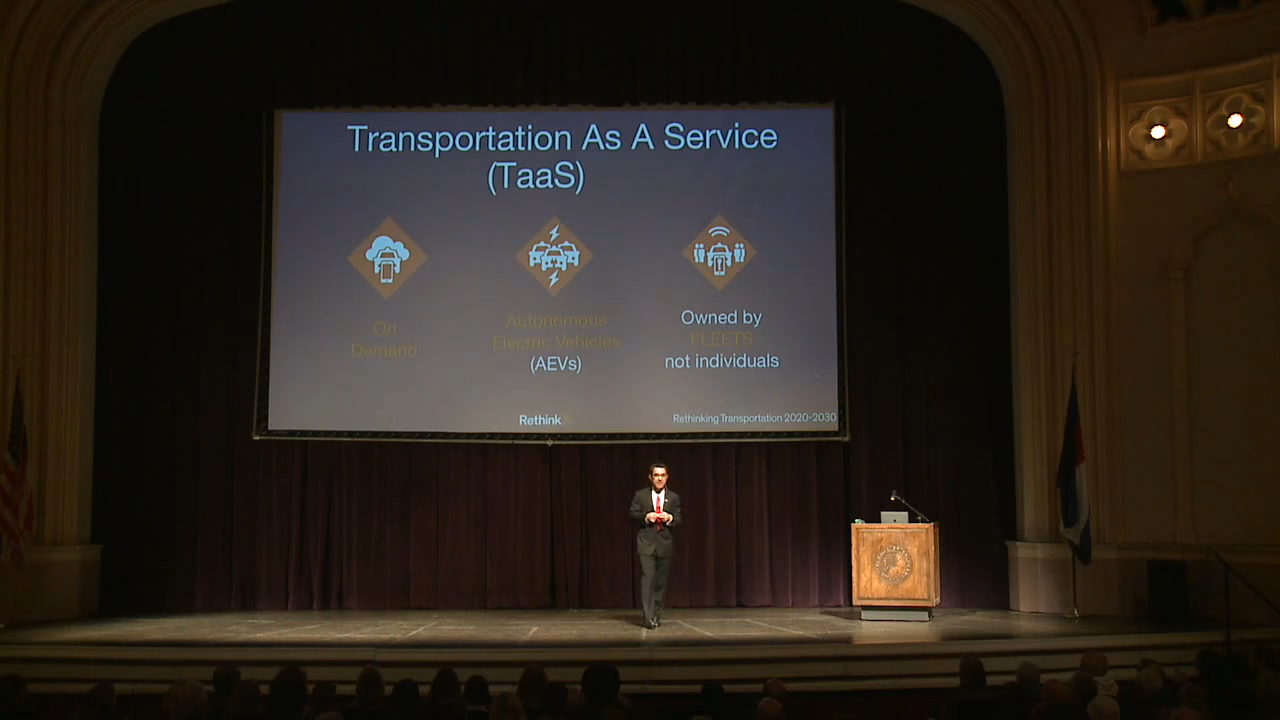 Transportation As A Service
(TaaS)
On
Demand
Autonomous
Electric Vehicles
(AEVs)
Owned by
FLEETS
not individuals
RethinkX
Rethinking Transportation 2020-2030